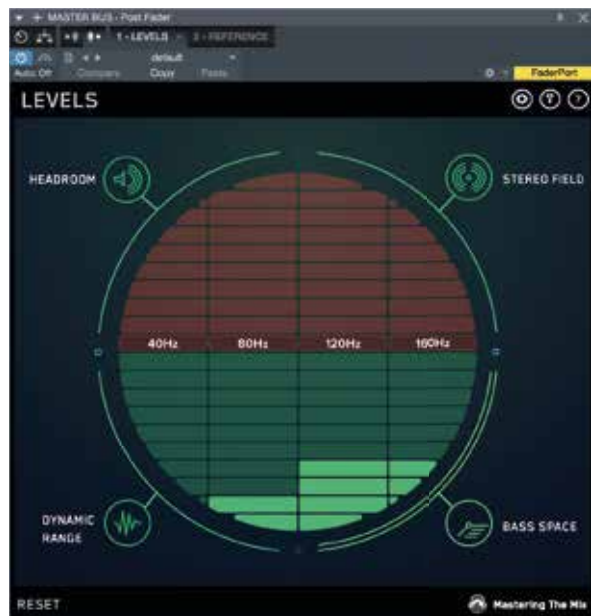 MASTER BUS - Post Fader
1 - LEVELS 2 - REFERENCE
default
Auto: Off Compare Copy Paste FaderPort
LEVELS
?
HEADROOM STEREO FIELD
40Hz 80Hz 120Hz 160Hz
DYNAMIC
RANGE
BASS SPACE
RESET Mastering The Mix